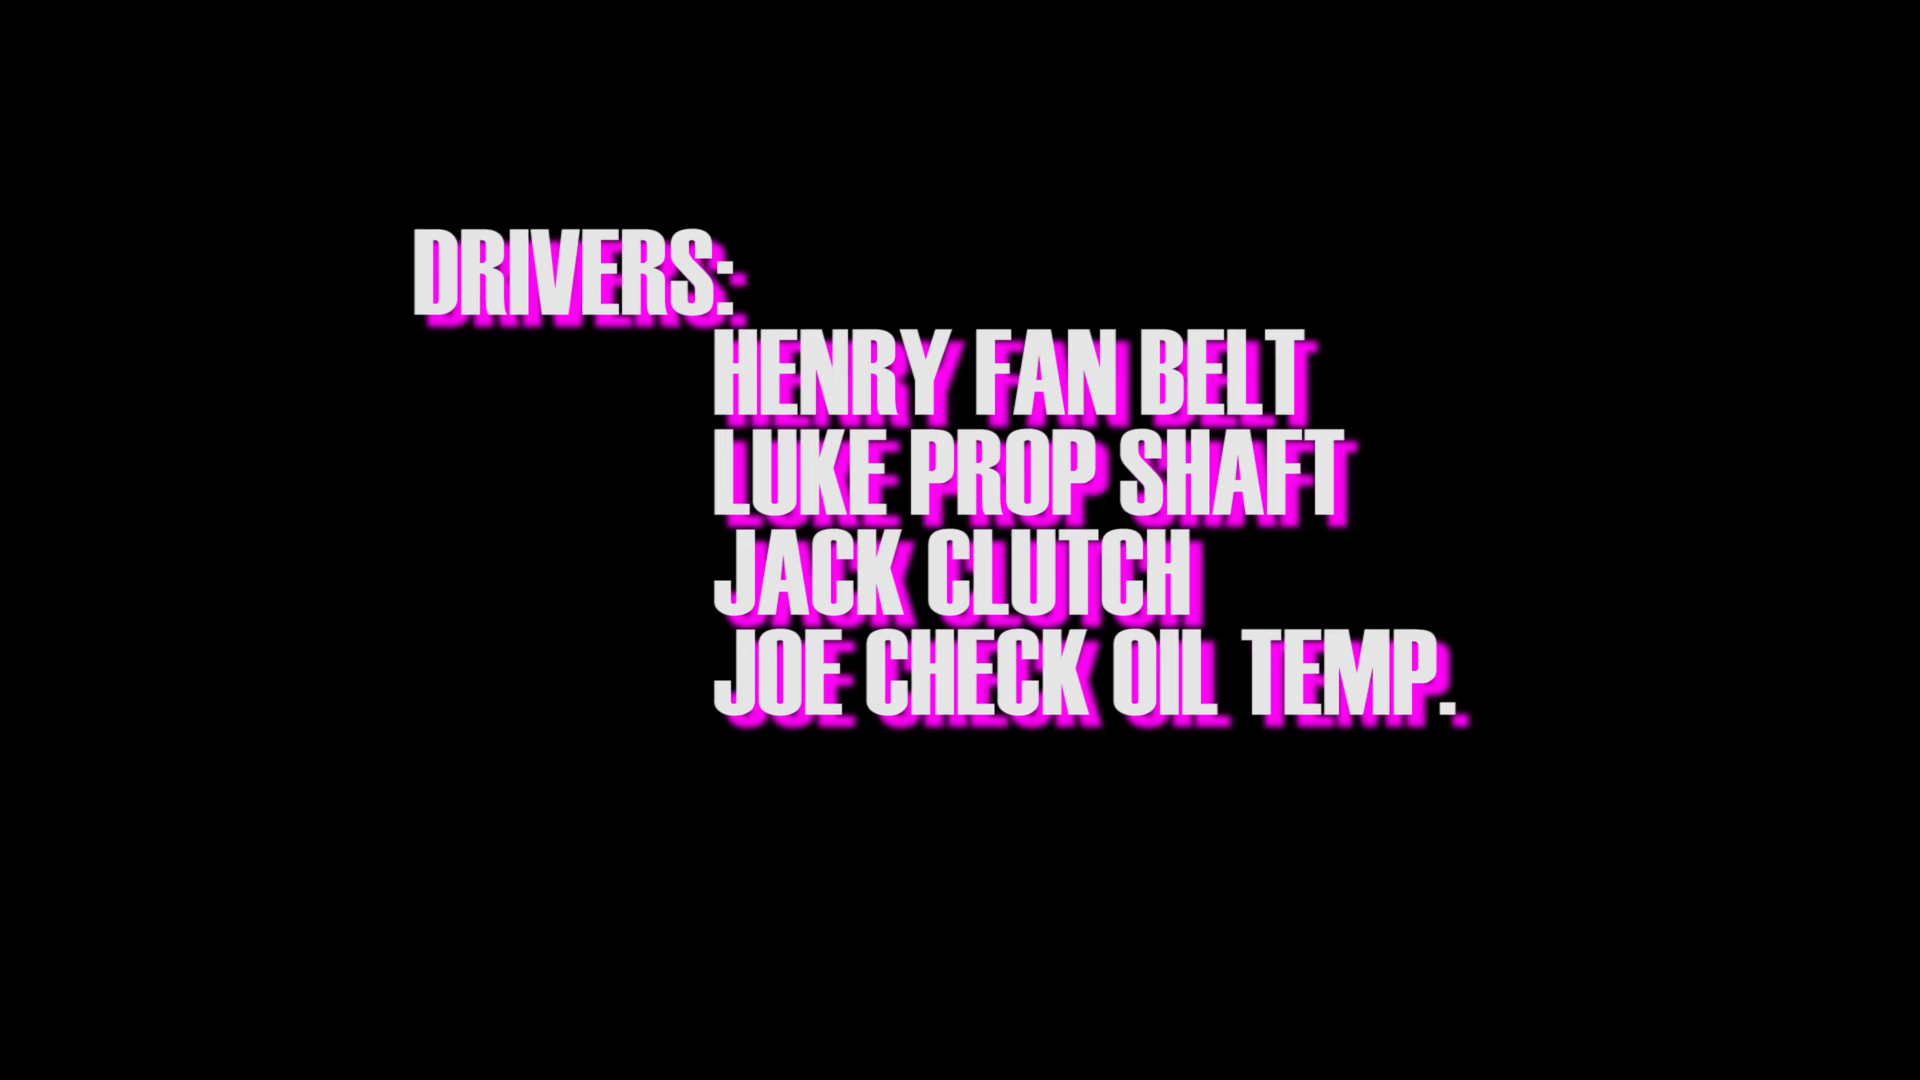 DRIVERS:
HENRY FAN BELT
LUKE PROP SHAFT
JACK CLUTCH
JOE CHECK OIL TEMP.